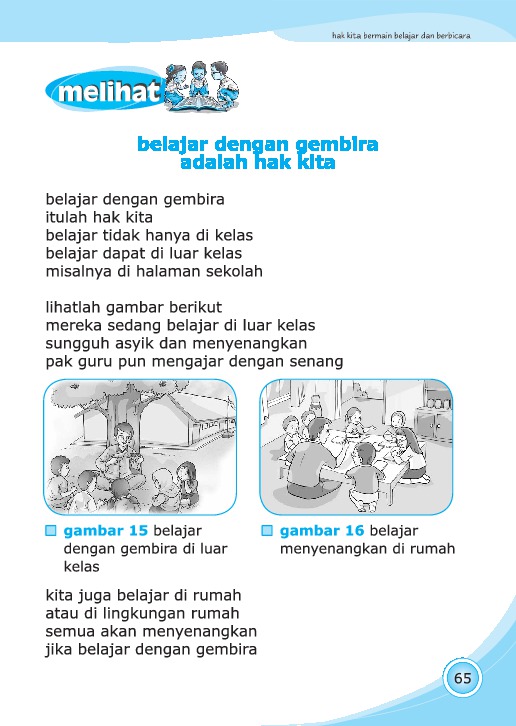 hak kita bermain belajar dan berbicara
melihat
belajar dengan gembira
adalah hak kita
belajar dengan gembira
itulah hak kita
belajar tidak hanya di kelas
belajar dapat di luar kelas
misalnya di halaman sekolah
lihatlah gambar berikut
mereka sedang belajar di luar kelas
sungguh asyik dan menyenangkan
pak guru pun mengajar dengan senang
gambar 15 belajar
dengan gembira di luar
kelas
gambar 16 belajar
menyenangkan di rumah
kita juga belajar di rumah
atau di lingkungan rumah
semua akan menyenangkan
jika belajar dengan gembira
65